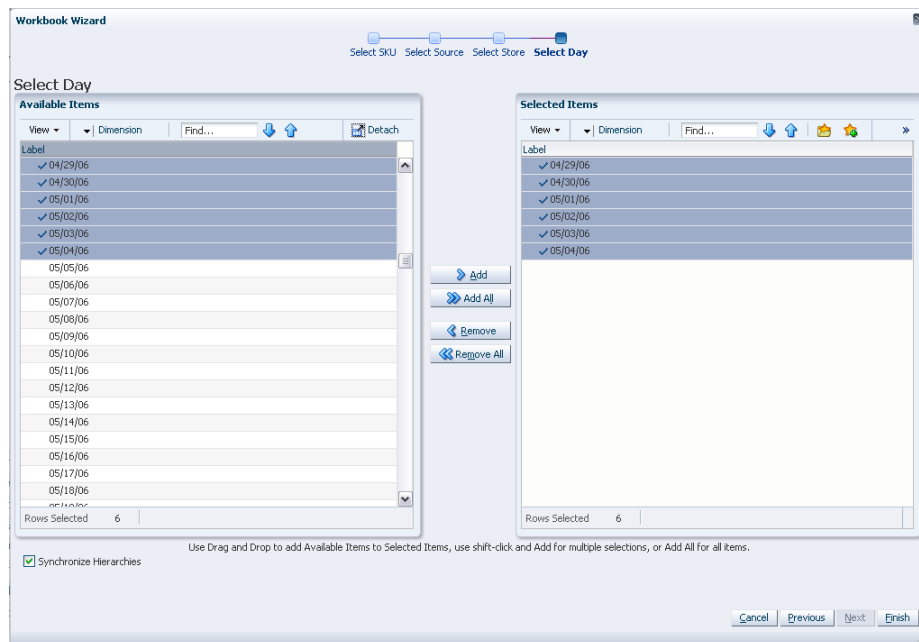 Workbook Wizard
Select SKU Select Source Select Store Select Day
Select Day
Available Items
View Dimension Find... Detach
Label
04/29/06
04/30/06
05/01/06
05/02/06
05/03/06
05/04/06
05/05/06
05/06/06
05/07/06
05/08/06
05/09/06
05/10/06
05/11/06
05/12/06
05/13/06
05/14/06
05/15/06
05/16/06
05/17/06
05/18/06
Rows Selected 6
Add
Add All
Remove
Remove All
Selected Items
View Dimension Find... »
Label
04/29/06
04/30/06
05/01/06
05/02/06
05/03/06
05/04/06
Rows Selected 6
Use Drag and Drop to add Available Items to Selected Items, use shift-click and Add for multiple selections, or Add All for all items.
Synchronize Hierarchies
Cancel Previous Next Finish